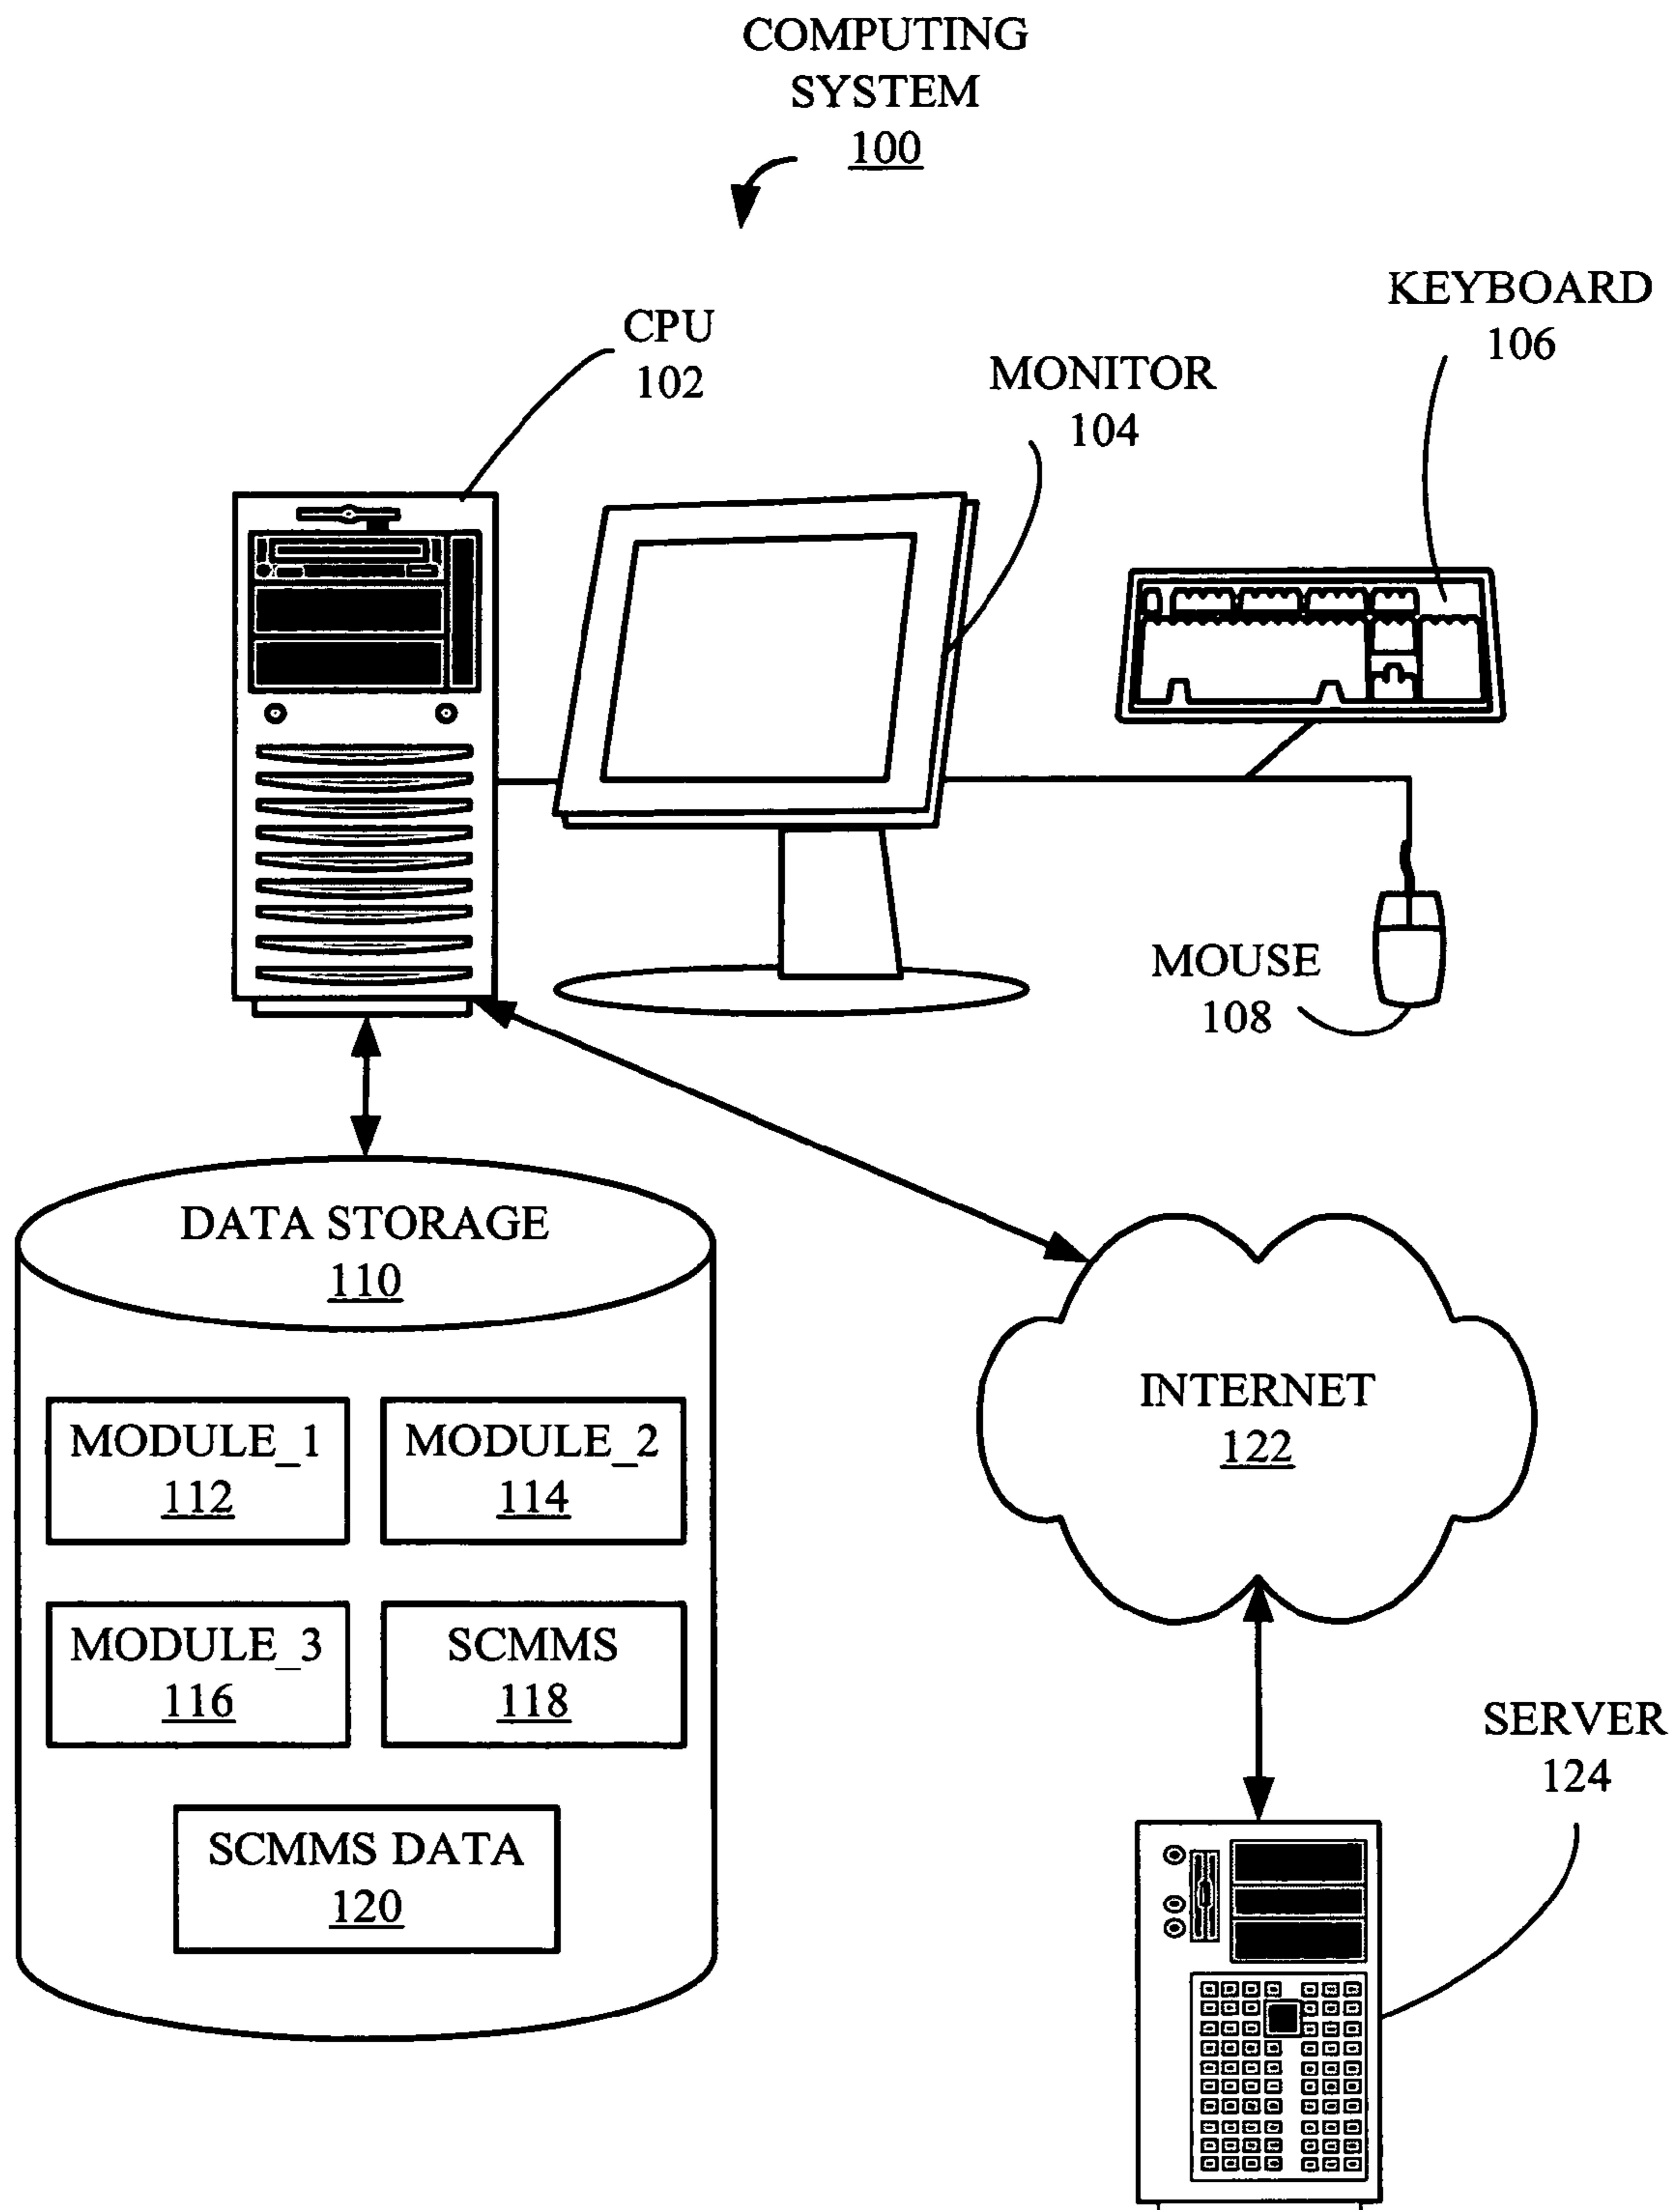 COMPUTING
SYSTEM
100
KEYBOARD
106
CPU
102
MONITOR
104
MOUSE
108
DATA STORAGE
110
INTERNET
122
MODULE_1
112
MODULE_2
114
MODULE_3
116
SCMMS
118
SERVER
124
SCMMS DATA
120